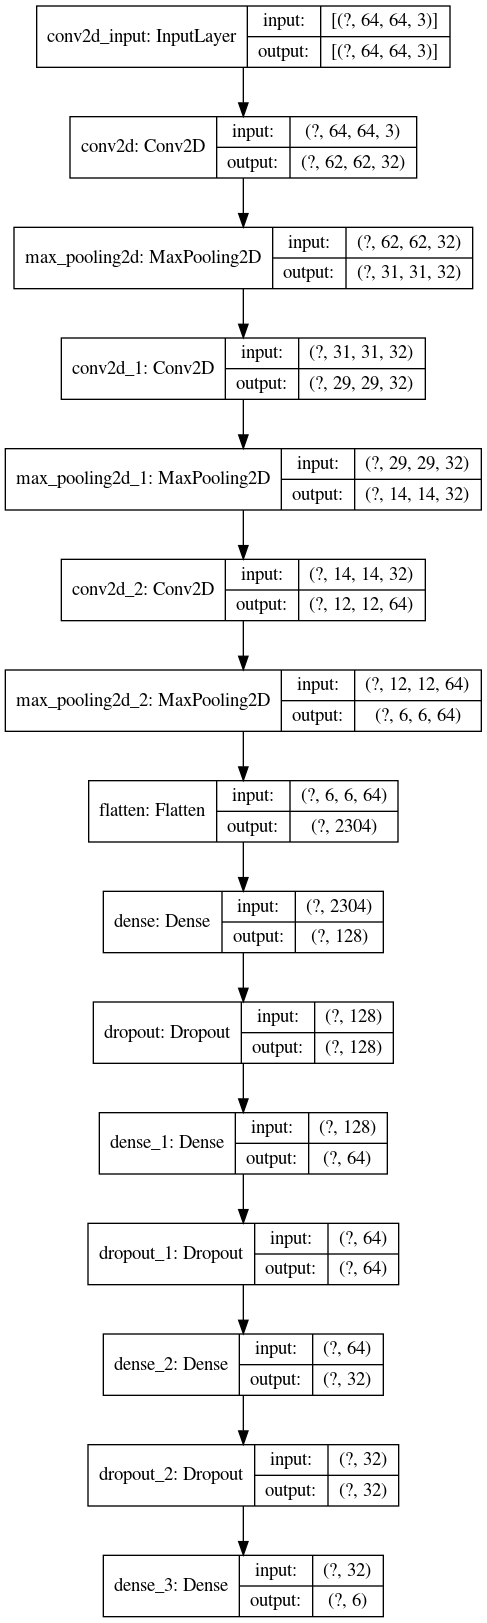 conv2d_input: InputLayer
input: [(?, 64, 64, 3)]
output: [(?, 64, 64, 3)]
conv2d: Conv2D
input: (?, 64, 64, 3)
output: (?, 62, 62, 32)
max_pooling2d: MaxPooling2D
input: (?, 62, 62, 32)
output: (?, 31, 31, 32)
conv2d_1: Conv2D
input: (?, 31, 31, 32)
output: (?, 29, 29, 32)
max_pooling2d_1: MaxPooling2D
input: (?, 29, 29, 32)
output: (?, 14, 14, 32)
conv2d_2: Conv2D
input: (?, 14, 14, 32)
output: (?, 12, 12, 64)
max_pooling2d_2: MaxPooling2D
input: (?, 12, 12, 64)
output: (?, 6, 6, 64)
flatten: Flatten
input: (?, 6, 6, 64)
output: (?, 2304)
dense: Dense
input: (?, 2304)
output: (?, 128)
dropout: Dropout
input: (?, 128)
output: (?, 128)
dense_1: Dense
input: (?, 128)
output: (?, 64)
dropout_1: Dropout
input: (?, 64)
output: (?, 64)
dense_2: Dense
input: (?, 64)
output: (?, 32)
dropout_2: Dropout
input: (?, 32)
output: (?, 32)
dense_3: Dense
input: (?, 32)
output: (?, 6)